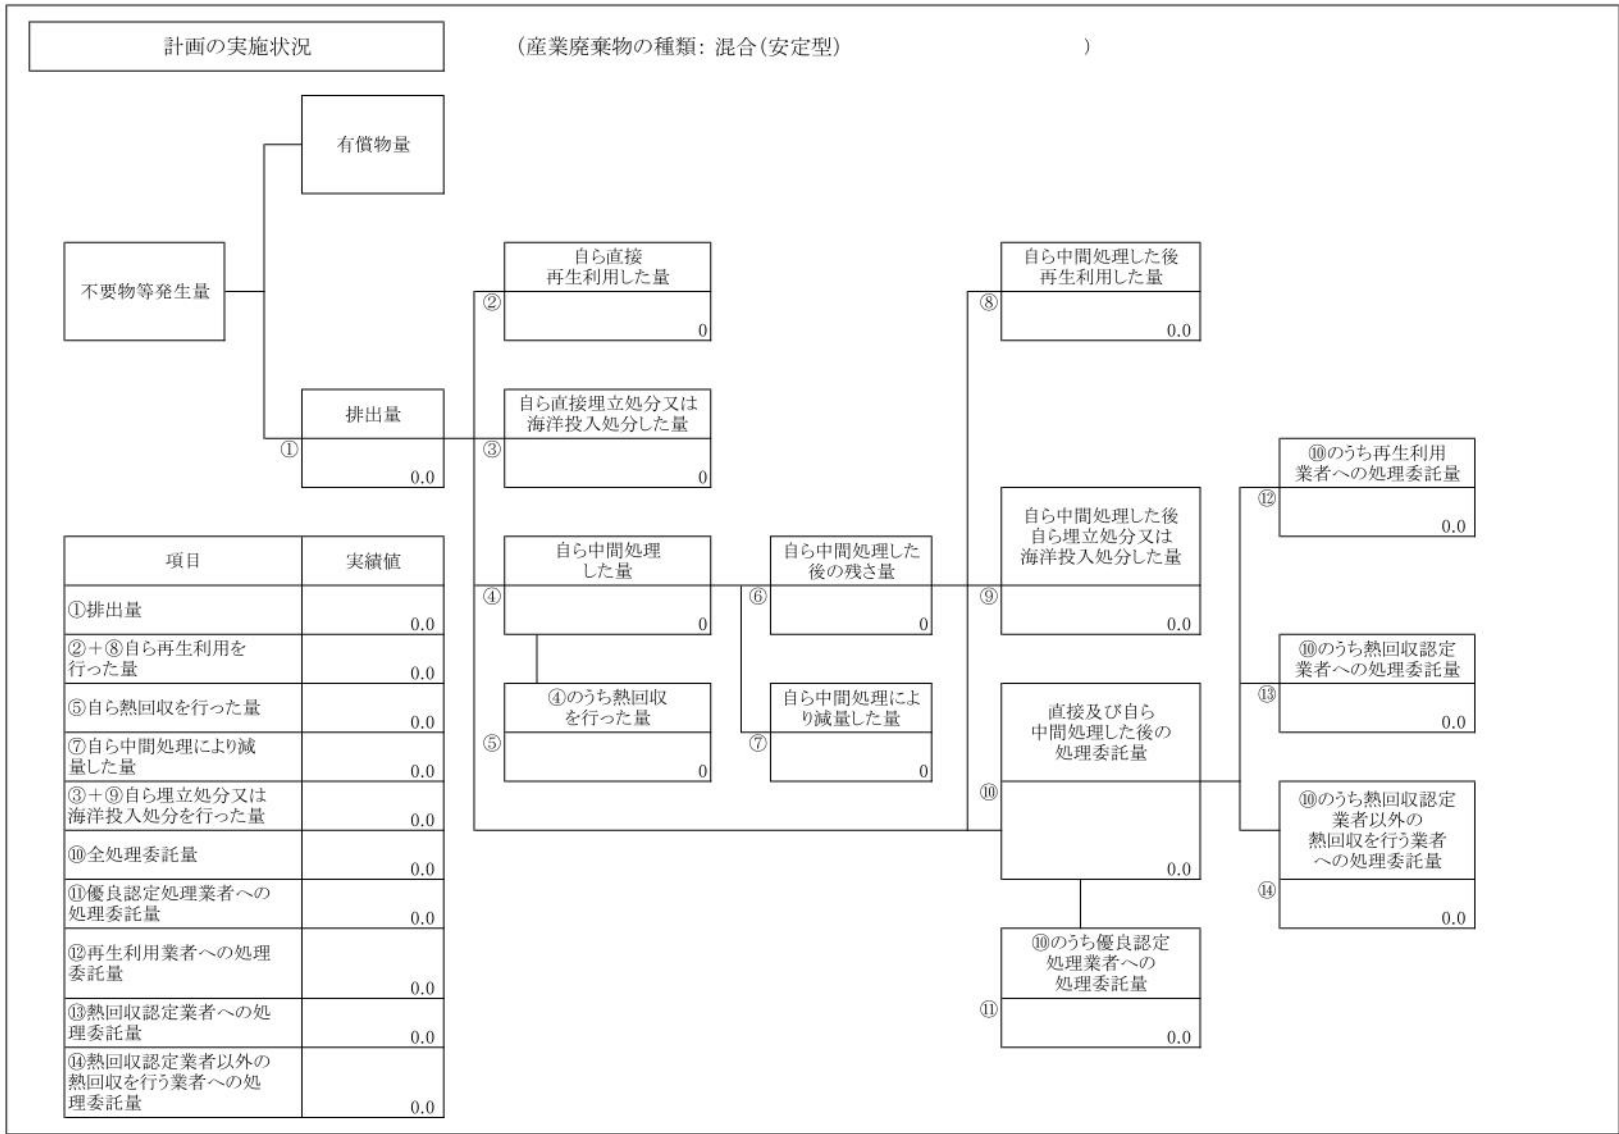 計画の実施状況
(産業廃棄物の種類: 混合(安定型) )
有償物量
不要物等発生量
自ら直接
再生利用した量
②
0
自ら中間処理した後
再生利用した量
⑧
0.0
排出量
①
0.0
自ら直接埋立処分又は
海洋投入処分した量
③
0
⑩のうち再生利用
業者への処理委託量
⑫
0.0
自ら中間処理
した量
④
0
自ら中間処理した
後の残さ量
⑥
0
自ら中間処理した後
自ら埋立処分又は
海洋投入処分した量
⑨
0.0
⑩のうち熱回収認定
業者への処理委託量
⑬
0.0
④のうち熱回収
を行った量
⑤
0
自ら中間処理によ
り減量した量
⑦
0
直接及び自ら
中間処理した後の
処理委託量
⑩
0.0
⑩のうち熱回収認定
業者以外の
熱回収を行う業者
への処理委託量
⑭
0.0
⑩のうち優良認定
処理業者への
処理委託量
⑪
0.0
項目 実績値
①排出量
0.0
②+⑧自ら再生利用を
行った量
0.0
⑤自ら熱回収を行った量
0.0
⑦自ら中間処理により減
量した量
0.0
③+⑨自ら埋立処分又は
海洋投入処分を行った量
0.0
⑩全処理委託量
0.0
⑪優良認定処理業者への
処理委託量
0.0
⑫再生利用業者への処理
委託量
0.0
⑬熱回収認定業者への処
理委託量
0.0
⑭熱回収認定業者以外の
熱回収を行う業者への処
理委託量
0.0